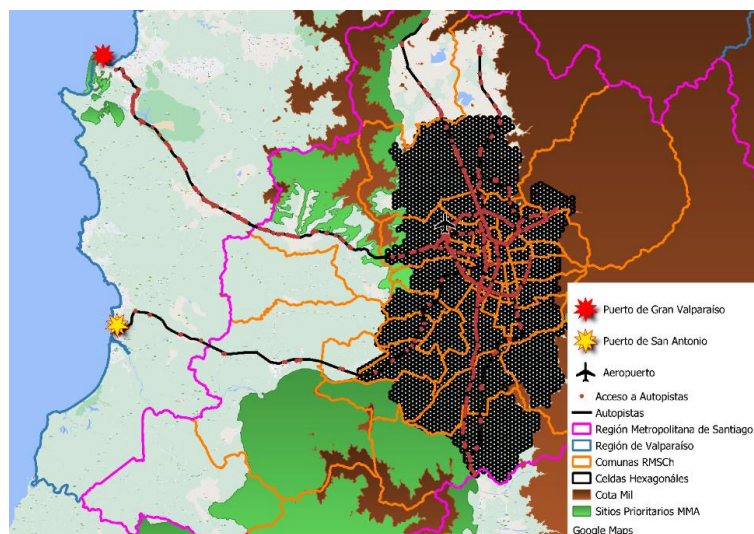 Puerto de Gran Valparaíso
Puerto de San Antonio
Aeropuerto
Acceso a Autopistas
Autopistas
Región Metropolitana de Santiago
Región de Valparaíso
Comunas RMSCh
Celdas Hexagonáles
Cota Mil
Sitios Prioritarios MMA
Google Maps